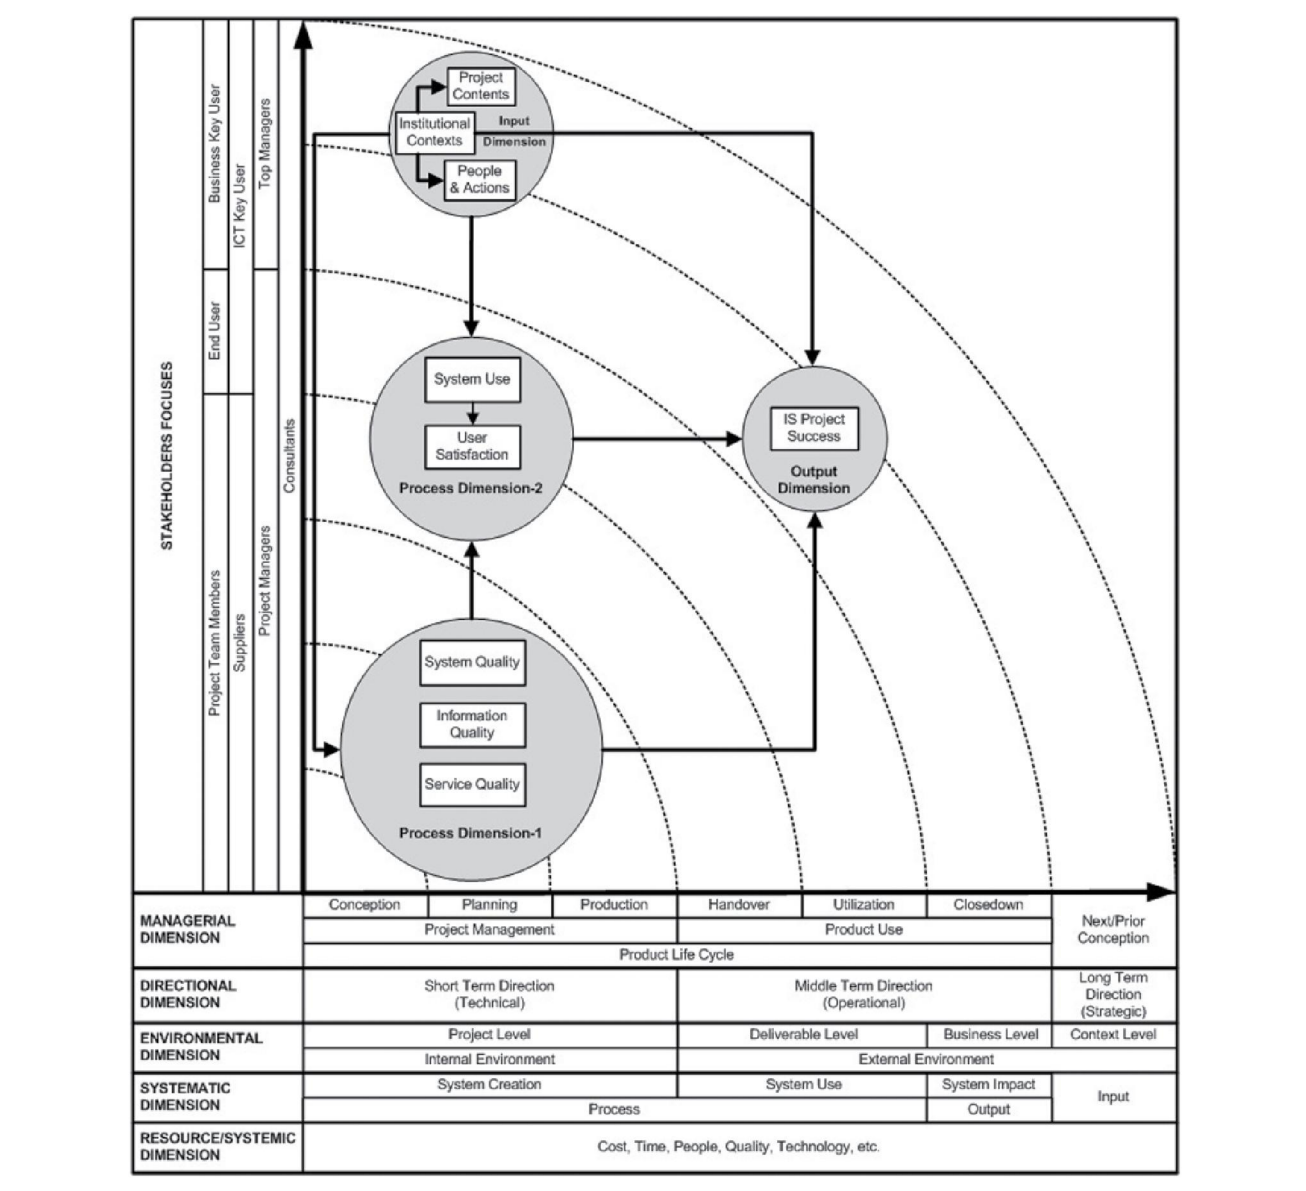 STAKEHOLDERS FOCUSES
Business Key User
End User
Project Team Members
ICT Key User
Suppliers
Top Managers
Project Managers
Consultants
Project
Contents
Institutional
Contexts
Input
Dimension
People
& Actions
System Use
User
Satisfaction
Process Dimension-2
IS Project
Success
Output
Dimension
System Quality
Information
Quality
Service Quality
Process Dimension-1
MANAGERIAL
DIMENSION
Conception
Planning
Production
Handover
Utilization
Closedown
Project Management
Product Use
Product Life Cycle
Next/Prior
Conception
DIRECTIONAL
DIMENSION
Short Term Direction
(Technical)
Middle Term Direction
(Operational)
Long Term
Direction
(Strategic)
ENVIRONMENTAL
DIMENSION
Project Level
Deliverable Level
Business Level
Context Level
Internal Environment
External Environment
SYSTEMATIC
DIMENSION
System Creation
System Use
System Impact
Process
Output
Input
RESOURCE/SYSTEMIC
DIMENSION
Cost, Time, People, Quality, Technology, etc.